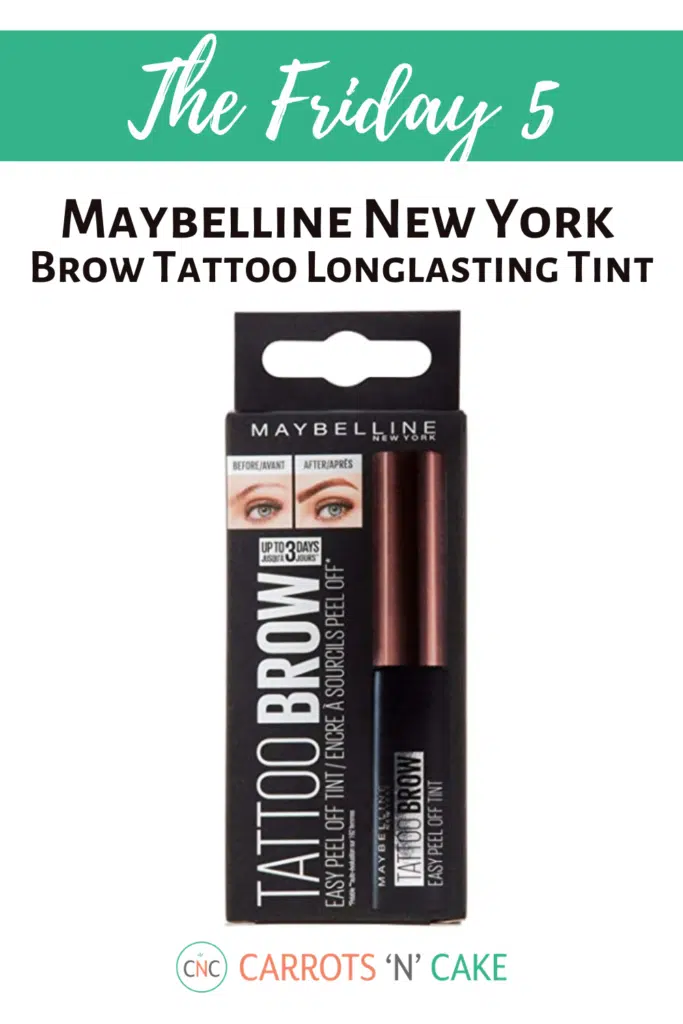 The Friday 5
MAYBELLINE NEW YORK
BROW TATTOO LONGLASTING TINT
MAYBELLINE
NEW YORK
BEFORE/AVANT
AFTER/APRÈS
UP TO 3 DAYS
JUSQU'À JOURS
TATTOO BROW
EASY PEEL OFF TINT / ENCRE À SOURCILS PEEL OFF*
MAYBELLINE
NEW YORK
TATTOO BROW
EASY PEEL OFF TINT
CNC CARROTS 'N' CAKE